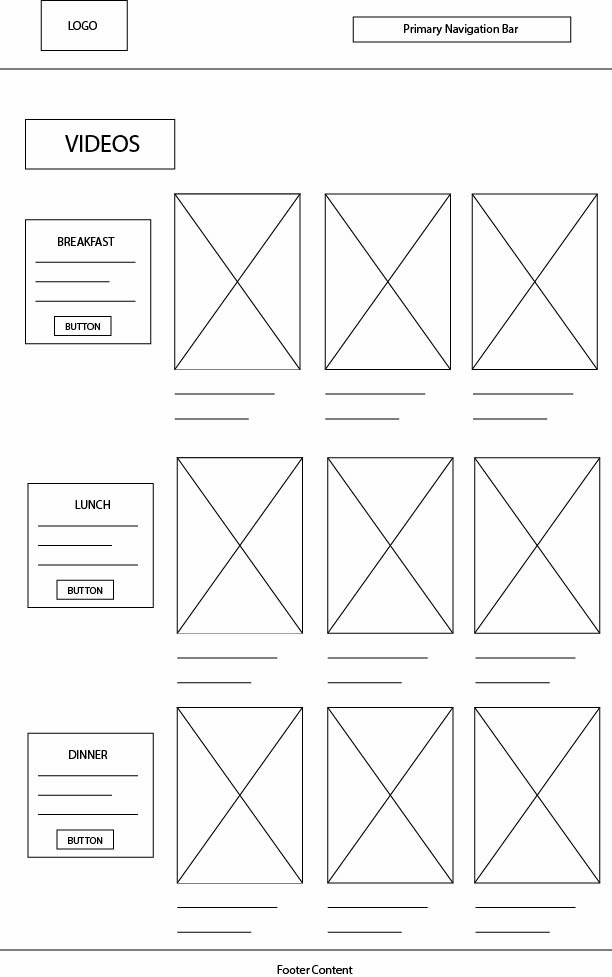 LOGO
Primary Navigation Bar
VIDEOS
BREAKFAST
BUTTON
LUNCH
BUTTON
DINNER
BUTTON
Footer Content